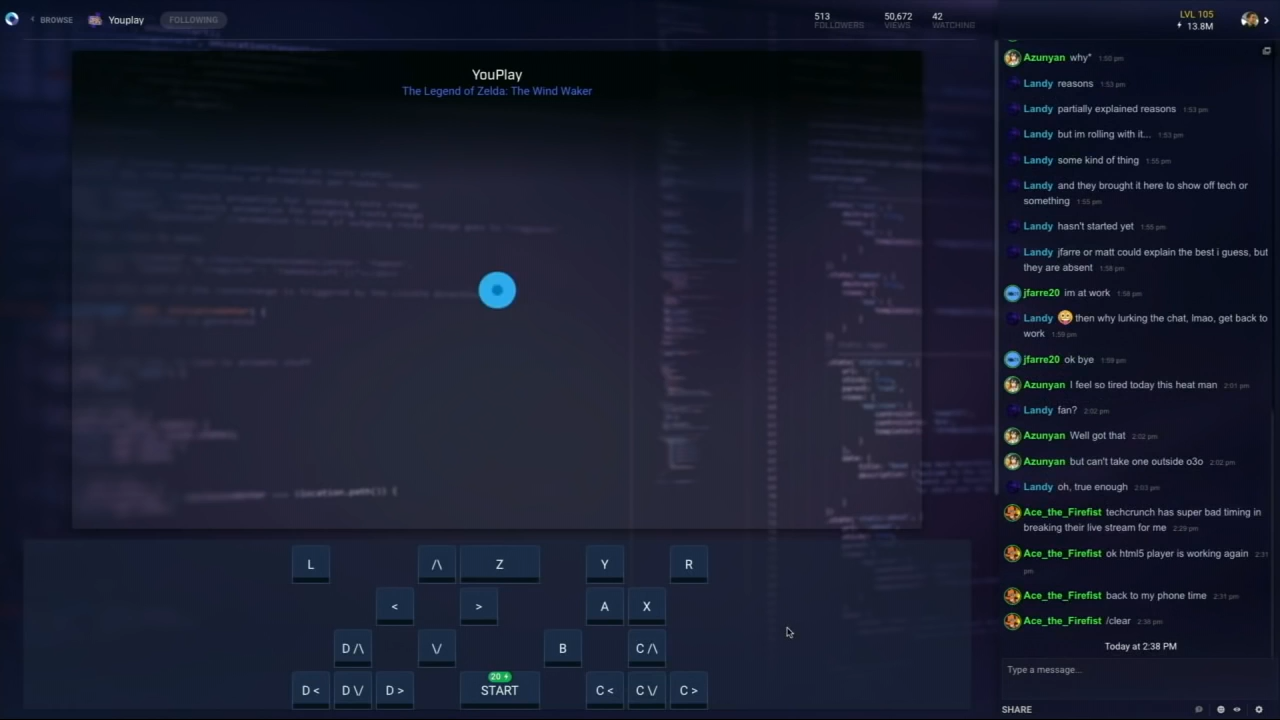 BROWSE
Youplay
FOLLOWING
513
FOLLOWERS
50,672
VIEWS
42
WATCHING
LVL 105
13.8M
YouPlay
The Legend of Zelda: The Wind Waker
(location.path()) {
L
/\
Z
Y
R
<
>
A
X
D /\
\/
B
C /\
20
D <
D \/
D >
START
C <
C \/
C >
Azunyan why* 1:50 pm
Landy reasons 1:53 pm
Landy partially explained reasons 1:53 pm
Landy but im rolling with it... 1:53 pm
Landy some kind of thing 1:55 pm
Landy and they brought it here to show off tech or
something 1:55 pm
Landy hasn't started yet 1:55 pm
Landy jfarre or matt could explain the best i guess, but
they are absent 1:58 pm
jfarre20 im at work 1:58 pm
Landy then why lurking the chat, lmao, get back to
work 1:59 pm
jfarre20 ok bye 1:59 pm
Azunyan I feel so tired today this heat man 2:01 pm
Landy fan? 2:02 pm
Azunyan Well got that 2:02 pm
Azunyan but can't take one outside o3o 2:02 pm
Landy oh, true enough 2:03 pm
Ace_the_Firefist techcrunch has super bad timing in
breaking their live stream for me 2:29 pm
Ace_the_Firefist ok html5 player is working again 2:31
pm
Ace_the_Firefist back to my phone time 2:31 pm
Ace_the_Firefist /clear 2:38 pm
Today at 2:38 PM
Type a message...
SHARE